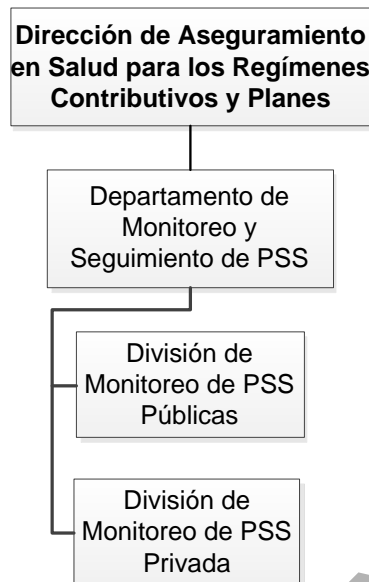 Dirección de Aseguramiento
en Salud para los Regímenes
Contributivos y Planes
Departamento de
Monitoreo y
Seguimiento de PSS
División de
Monitoreo de PSS
Públicas
División de
Monitoreo de PSS
Privada